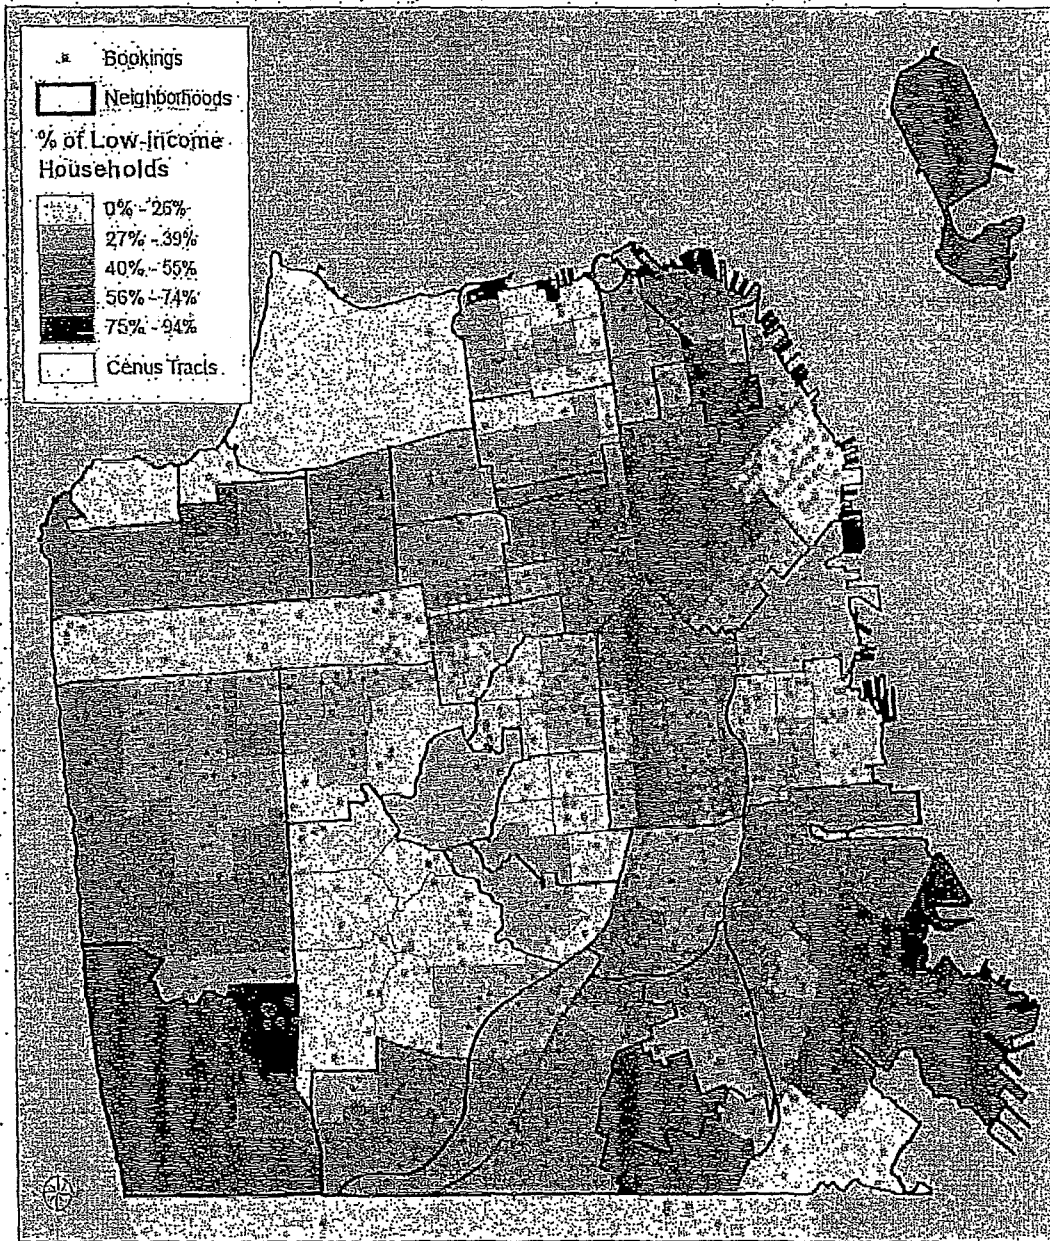 Bookings
Neighborhoods
% of Low-Income
Households
0% - 26%
27% - 39%
40% - 55%
56% - 74%
75% - 94%
Cenus Tracts